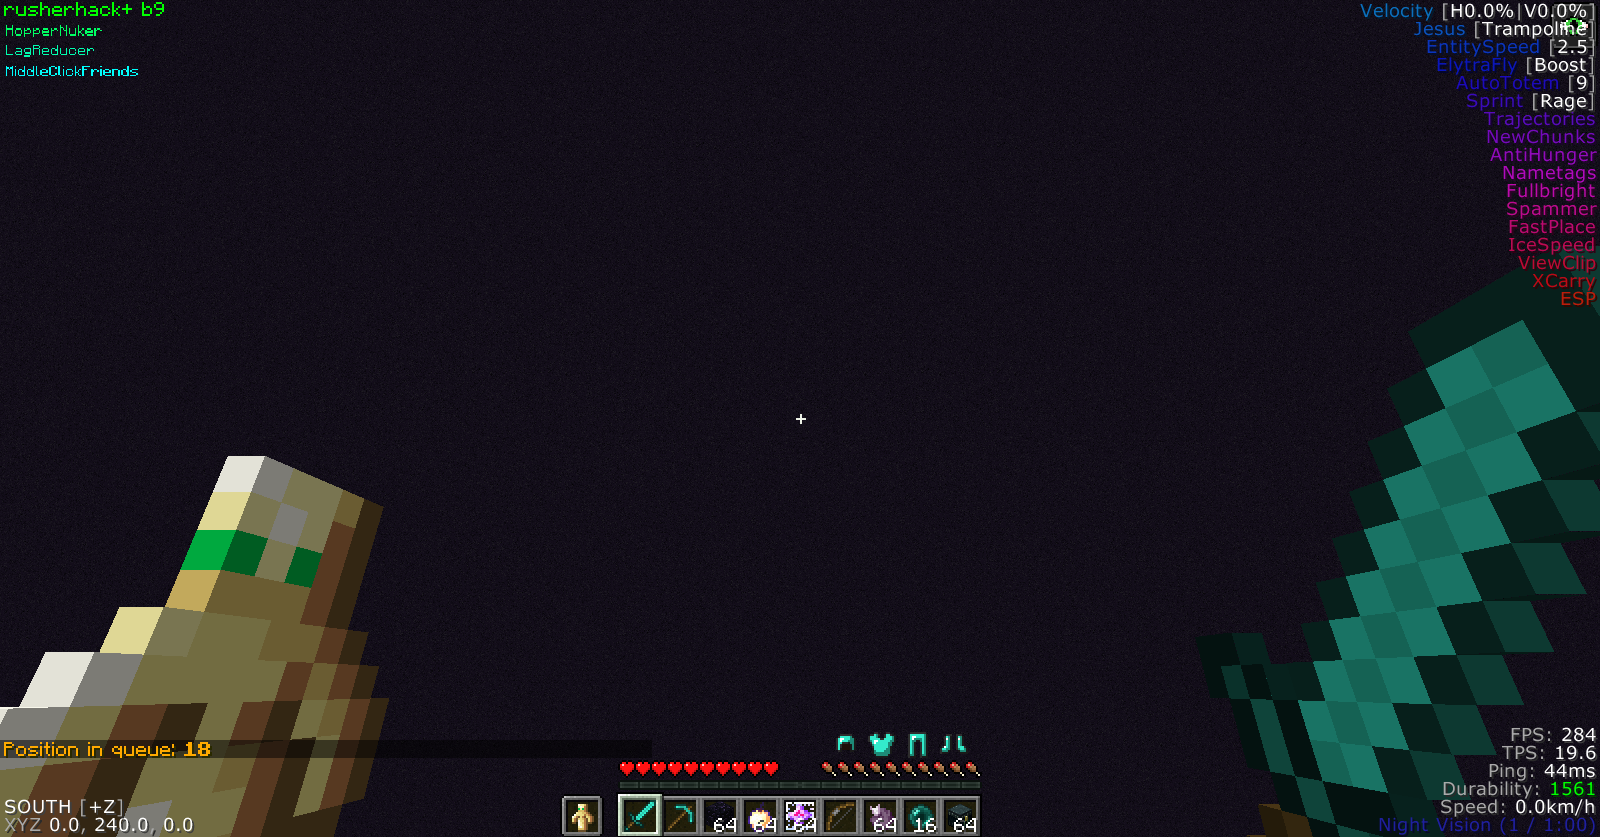 rusherhack+ b9
HopperNuker
LagReducer
MiddleClickFriends
Velocity [H0.0%|V0.0%]
Jesus [Trampoline]
EntitySpeed [2.5]
ElytraFly [Boost]
AutoTotem [9]
Sprint [Rage]
Trajectories
NewChunks
AntiHunger
Nametags
Fullbright
Spammer
FastPlace
IceSpeed
ViewClip
XCarry
ESP
Position in queue: 18
SOUTH [+Z]
XYZ 0.0, 240.0, 0.0
64
64
64
64
16
64
FPS: 284
TPS: 19.6
Ping: 44ms
Durability: 1561
Speed: 0.0km/h
Night Vision (1 / 1:00)